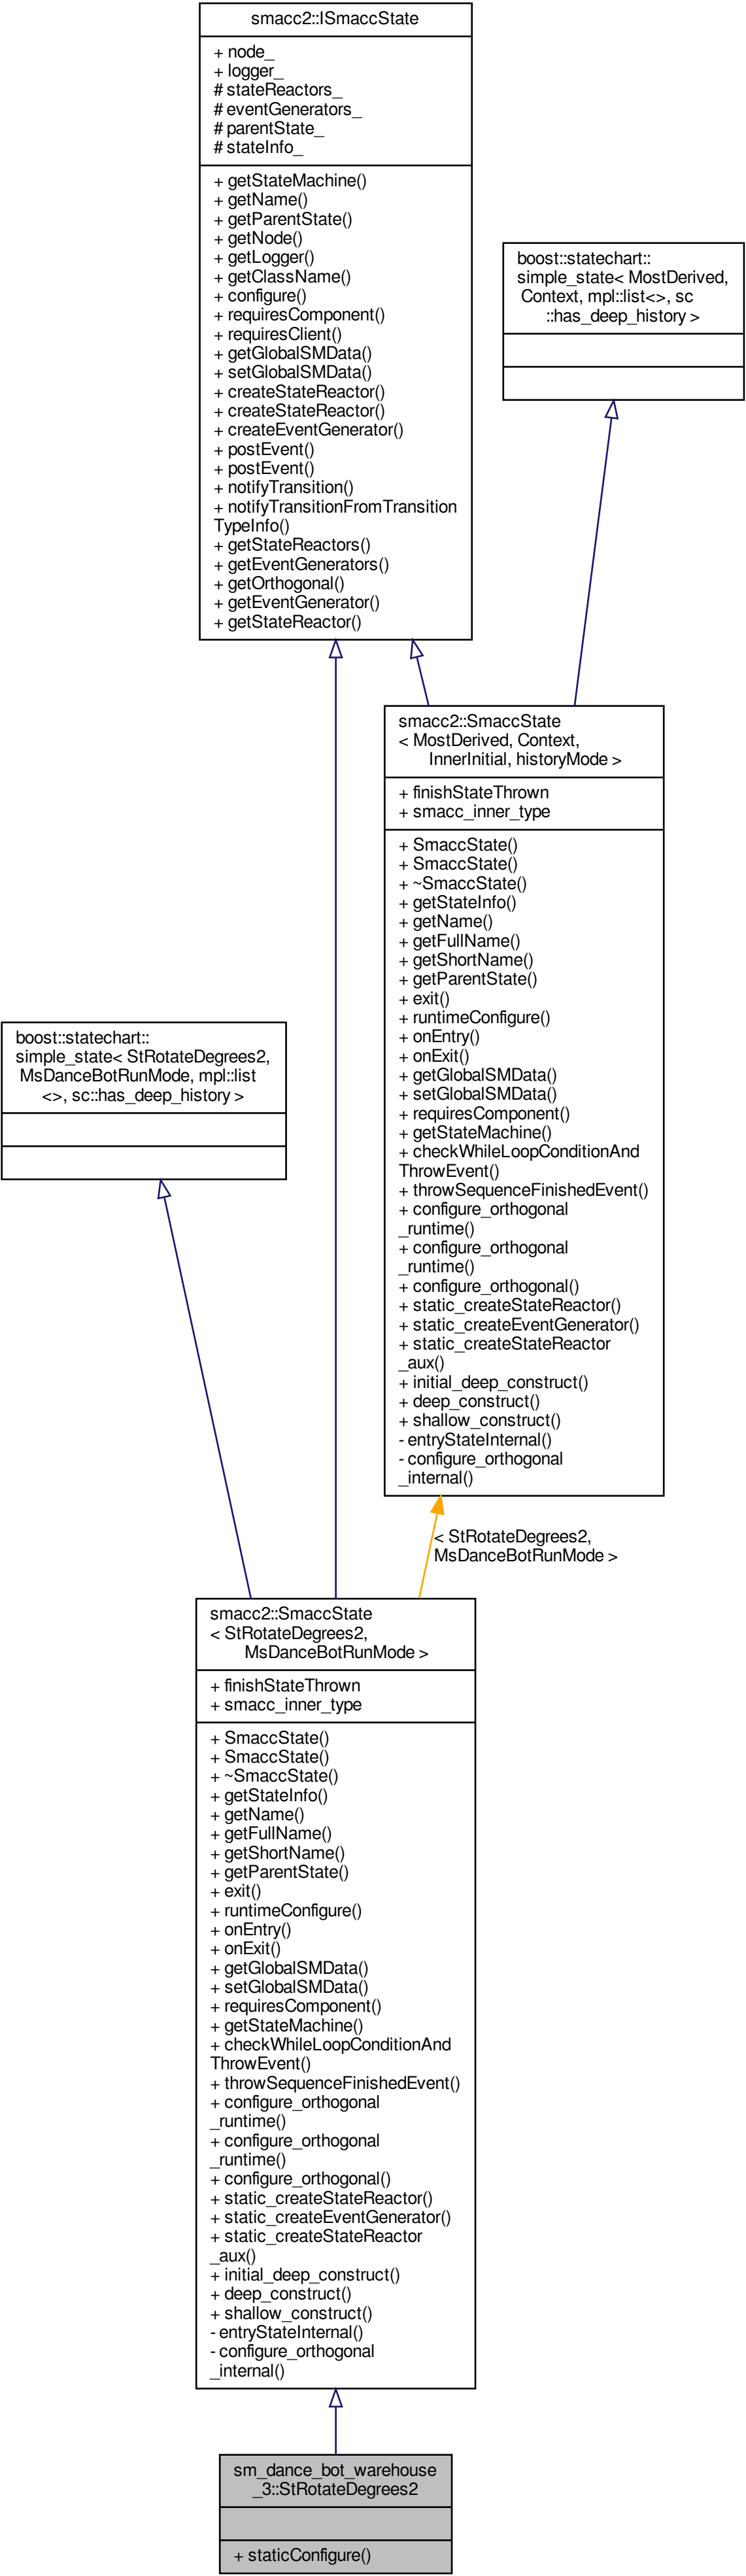 smacc2::ISmaccState
+ node_
+ logger_
# stateReactors_
# eventGenerators_
# parentState_
# stateInfo_
+ getStateMachine()
+ getName()
+ getParentState()
+ getNode()
+ getLogger()
+ getClassName()
+ configure()
+ requiresComponent()
+ requiresClient()
+ getGlobalSMData()
+ setGlobalSMData()
+ createStateReactor()
+ createStateReactor()
+ createEventGenerator()
+ postEvent()
+ postEvent()
+ notifyTransition()
+ notifyTransitionFromTransition
TypeInfo()
+ getStateReactors()
+ getEventGenerators()
+ getOrthogonal()
+ getEventGenerator()
+ getStateReactor()
boost::statechart::
simple_state< MostDerived,
Context, mpl::list<>, sc
::has_deep_history >
smacc2::SmaccState
< MostDerived, Context,
InnerInitial, historyMode >
+ finishStateThrown
+ smacc_inner_type
+ SmaccState()
+ SmaccState()
+ ~SmaccState()
+ getStateInfo()
+ getName()
+ getFullName()
+ getShortName()
+ getParentState()
+ exit()
+ runtimeConfigure()
+ onEntry()
+ onExit()
+ getGlobalSMData()
+ setGlobalSMData()
+ requiresComponent()
+ getStateMachine()
+ checkWhileLoopConditionAnd
ThrowEvent()
+ throwSequenceFinishedEvent()
+ configure_orthogonal
_runtime()
+ configure_orthogonal
_runtime()
+ configure_orthogonal()
+ static_createStateReactor()
+ static_createEventGenerator()
+ static_createStateReactor
_aux()
+ initial_deep_construct()
+ deep_construct()
+ shallow_construct()
- entryStateInternal()
- configure_orthogonal
_internal()
boost::statechart::
simple_state< StRotateDegrees2,
MsDanceBotRunMode, mpl::list
<>, sc::has_deep_history >
< StRotateDegrees2,
MsDanceBotRunMode >
smacc2::SmaccState
< StRotateDegrees2,
MsDanceBotRunMode >
+ finishStateThrown
+ smacc_inner_type
+ SmaccState()
+ SmaccState()
+ ~SmaccState()
+ getStateInfo()
+ getName()
+ getFullName()
+ getShortName()
+ getParentState()
+ exit()
+ runtimeConfigure()
+ onEntry()
+ onExit()
+ getGlobalSMData()
+ setGlobalSMData()
+ requiresComponent()
+ getStateMachine()
+ checkWhileLoopConditionAnd
ThrowEvent()
+ throwSequenceFinishedEvent()
+ configure_orthogonal
_runtime()
+ configure_orthogonal
_runtime()
+ configure_orthogonal()
+ static_createStateReactor()
+ static_createEventGenerator()
+ static_createStateReactor
_aux()
+ initial_deep_construct()
+ deep_construct()
+ shallow_construct()
- entryStateInternal()
- configure_orthogonal
_internal()
sm_dance_bot_warehouse
_3::StRotateDegrees2
+ staticConfigure()